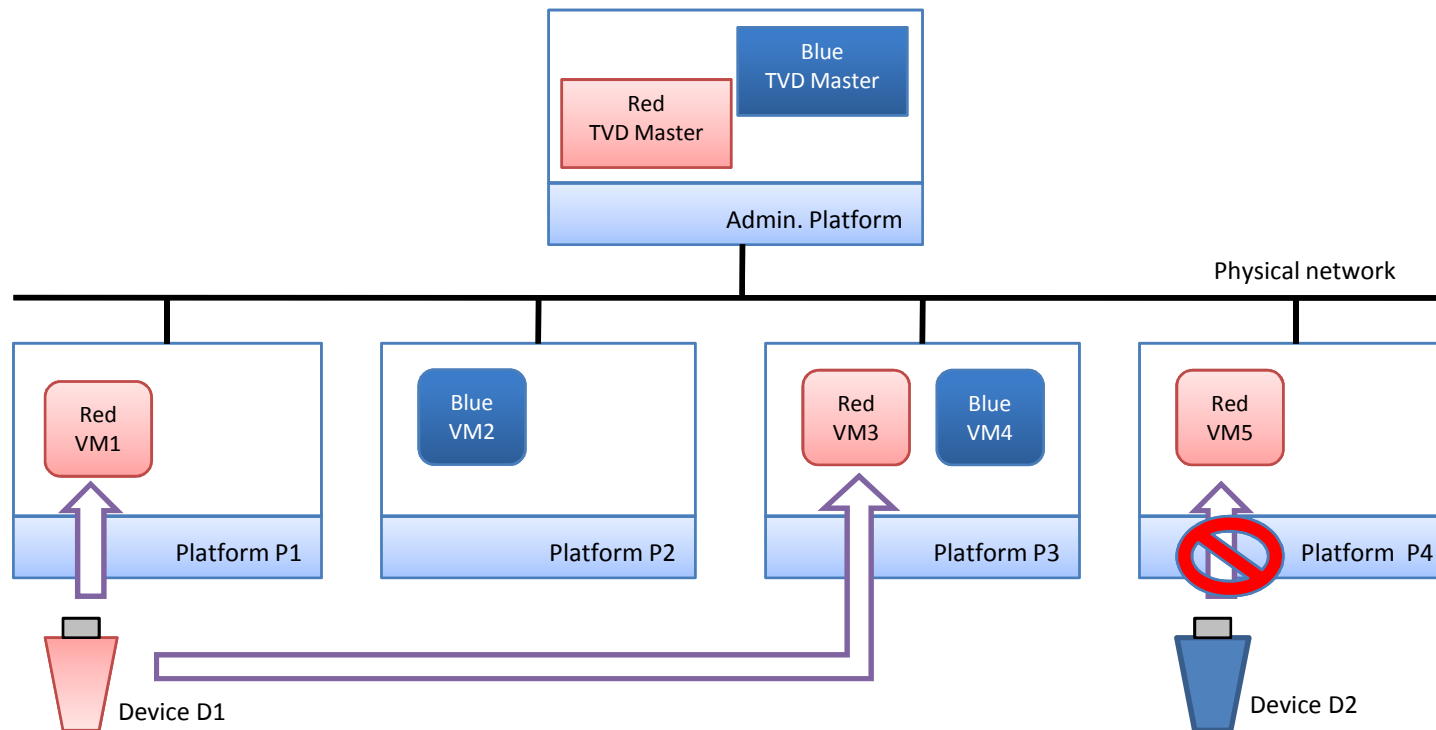 Blue
TVD Master
Red
TVD Master
Admin. Platform
Physical network
Red
VM1
Blue
VM2
Red
VM3
Blue
VM4
Red
VM5
Platform P1
Platform P2
Platform P3
Platform P4
Device D1
Device D2